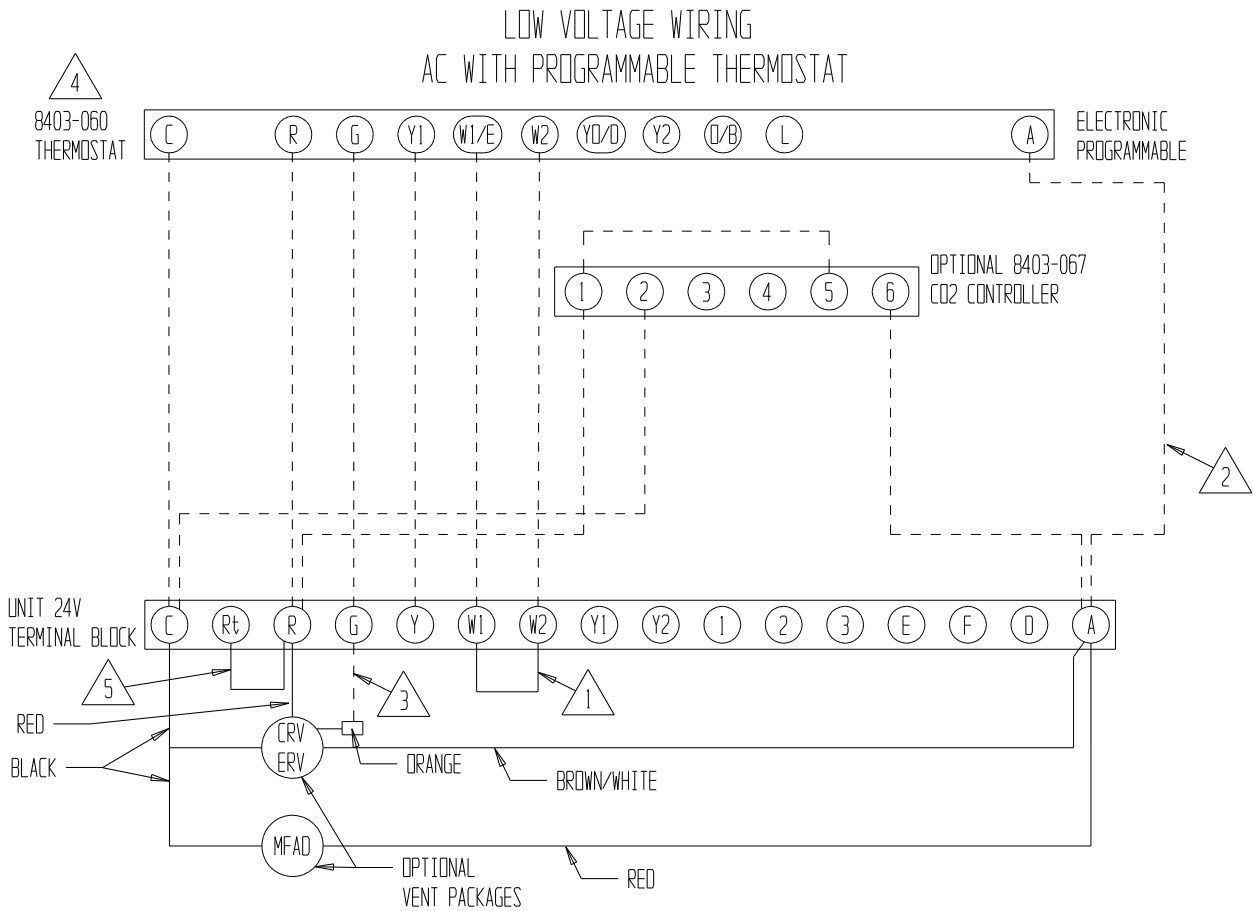 LOW VOLTAGE WIRING
AC WITH PROGRAMMABLE THERMOSTAT
4
8403-060
THERMOSTAT
C R G Y1 W1/E W2 YO/D Y2 O/B L A
ELECTRONIC
PROGRAMMABLE
OPTIONAL 8403-067
CO2 CONTROLLER
1 2 3 4 5 6
2
UNIT 24V
TERMINAL BLOCK
C Rt R G Y W1 W2 Y1 Y2 1 2 3 E F D A
5
3
1
RED
CRV
ERV
ORANGE
BLACK
BROWN/WHITE
MFAD
OPTIONAL
VENT PACKAGES
RED